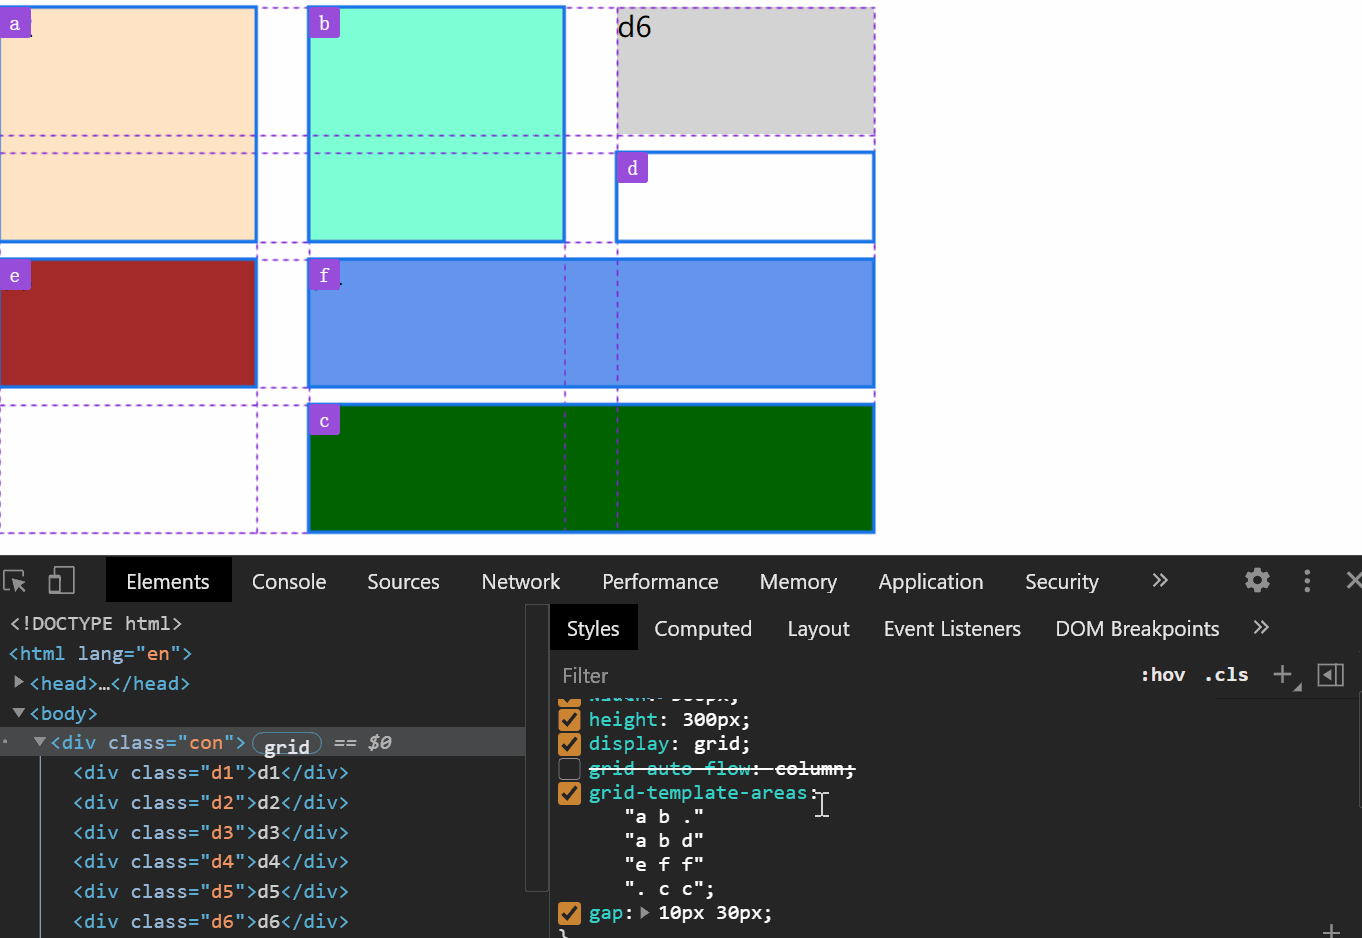 a
b
d6
d
e
f
c
Elements Console Sources Network Performance Memory Application Security »
<!DOCTYPE html>
<html lang="en">
<head>…</head>
<body>
<div class="con"> grid == $0
<div class="d1">d1</div>
<div class="d2">d2</div>
<div class="d3">d3</div>
<div class="d4">d4</div>
<div class="d5">d5</div>
<div class="d6">d6</div>
Styles Computed Layout Event Listeners DOM Breakpoints »
Filter :hov .cls
height: 300px;
display: grid;
grid-auto-flow: column;
grid-template-areas:
"a b ."
"a b d"
"e f f"
". c c";
gap: 10px 30px;
}